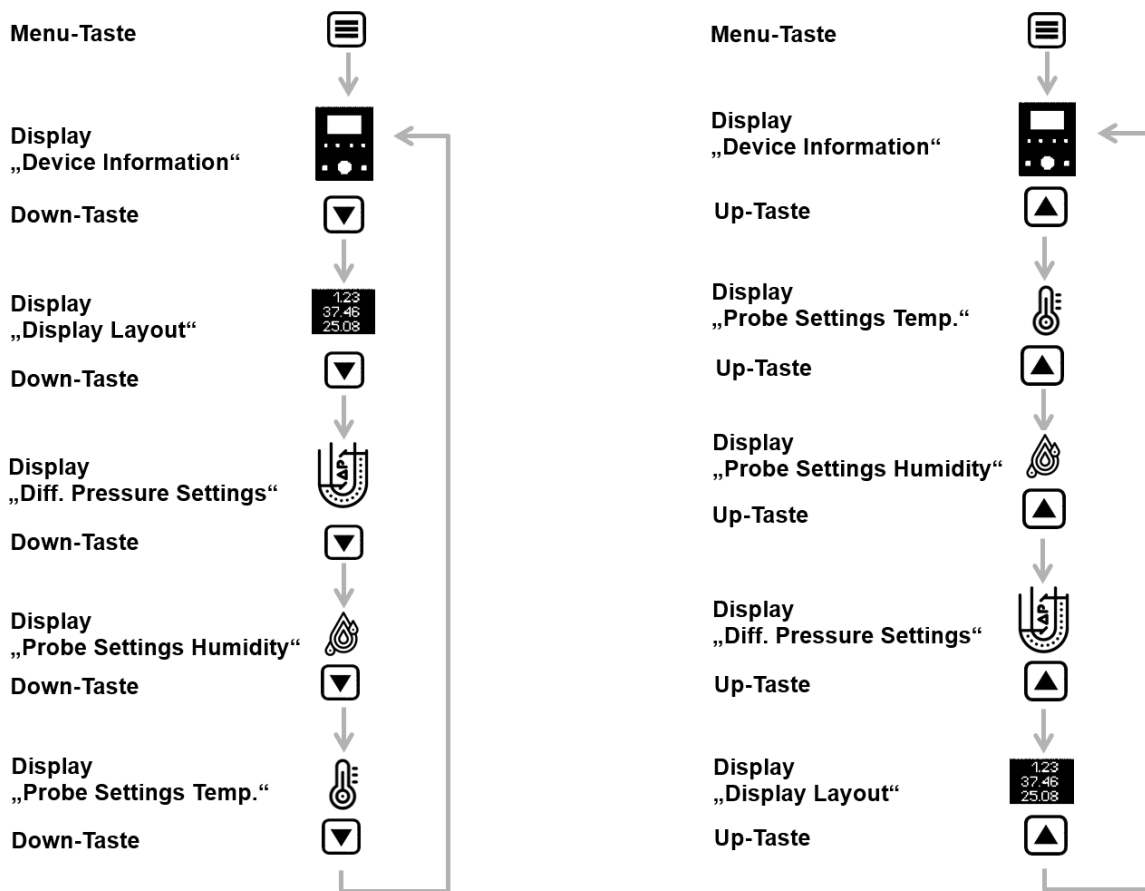 Menu-Taste
Display
„Device Information“
Down-Taste
1.23
37.46
25.08
Display
„Display Layout“
Down-Taste
ΔP
Display
„Diff. Pressure Settings“
Down-Taste
Display
„Probe Settings Humidity“
Down-Taste
Display
„Probe Settings Temp.“
Down-Taste
Menu-Taste
Display
„Device Information“
Up-Taste
Display
„Probe Settings Temp.“
Up-Taste
Display
„Probe Settings Humidity“
Up-Taste
ΔP
Display
„Diff. Pressure Settings“
Up-Taste
Display
„Display Layout“
1.23
37.46
25.08
Up-Taste